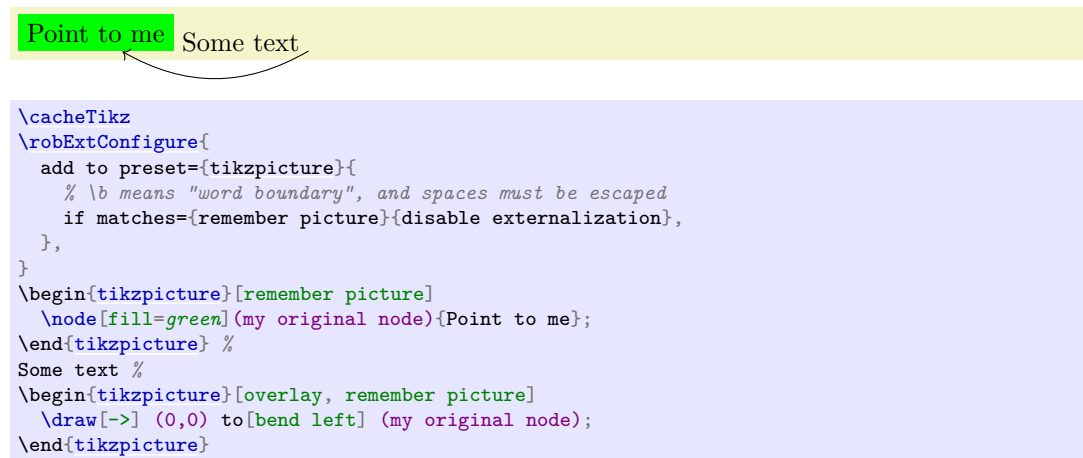 Point to me Some text
\cacheTikz
\robExtConfigure{
  add to preset={tikzpicture}{
    % \b means "word boundary", and spaces must be escaped
    if matches={remember picture}{disable externalization},
  },
}
\begin{tikzpicture}[remember picture]
  \node[fill=green](my original node){Point to me};
\end{tikzpicture} %
Some text %
\begin{tikzpicture}[overlay, remember picture]
  \draw[->] (0,0) to[bend left] (my original node);
\end{tikzpicture}